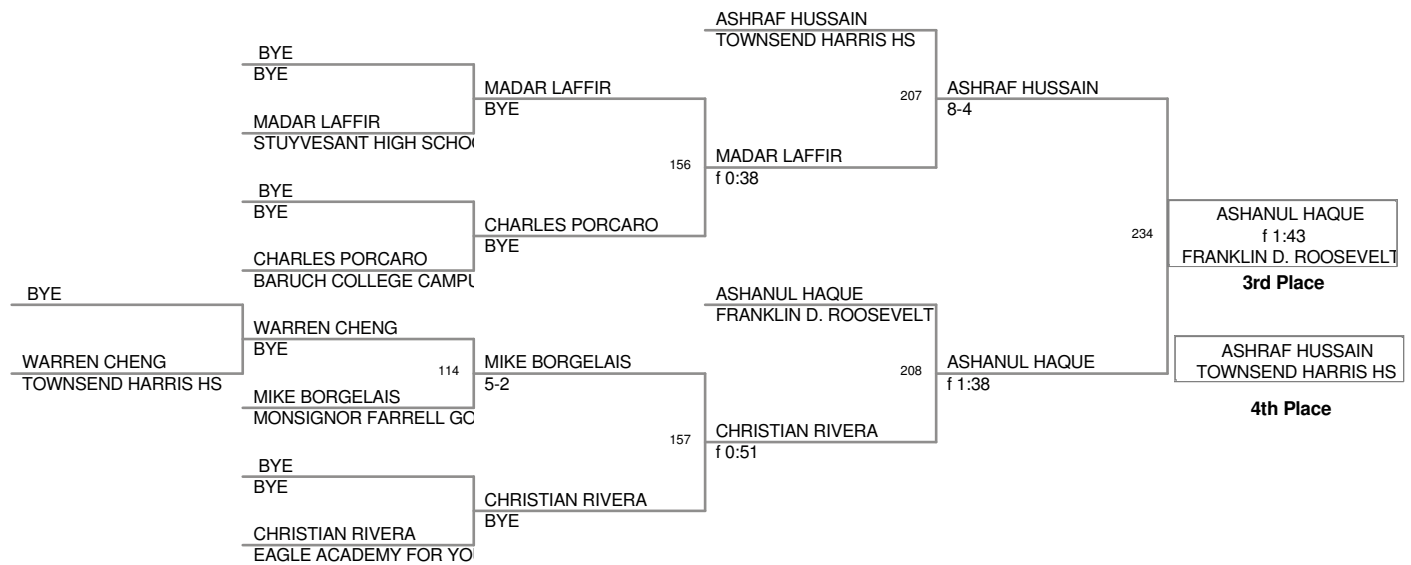 ASHRAF HUSSAIN
TOWNSEND HARRIS HS
BYE
BYE
MADAR LAFFIR
BYE
207
ASHRAF HUSSAIN
8-4
MADAR LAFFIR
STUYVESANT HIGH SCHO
156
MADAR LAFFIR
f 0:38
BYE
BYE
CHARLES PORCARO
BYE
234
ASHANUL HAQUE
f 1:43
FRANKLIN D. ROOSEVELT
3rd Place
CHARLES PORCARO
BARUCH COLLEGE CAMPU
BYE
ASHANUL HAQUE
FRANKLIN D. ROOSEVELT
WARREN CHENG
BYE
WARREN CHENG
TOWNSEND HARRIS HS
114
MIKE BORGELAIS
5-2
208
ASHANUL HAQUE
f 1:38
ASHRAF HUSSAIN
TOWNSEND HARRIS HS
4th Place
MIKE BORGELAIS
MONSIGNOR FARRELL GO
157
CHRISTIAN RIVERA
f 0:51
BYE
BYE
CHRISTIAN RIVERA
BYE
CHRISTIAN RIVERA
EAGLE ACADEMY FOR YO